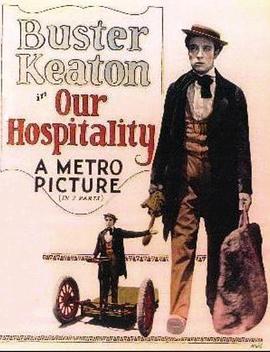 Buster
Keaton
in
Our
Hospitality
A METRO
PICTURE
(IN 7 PARTS)